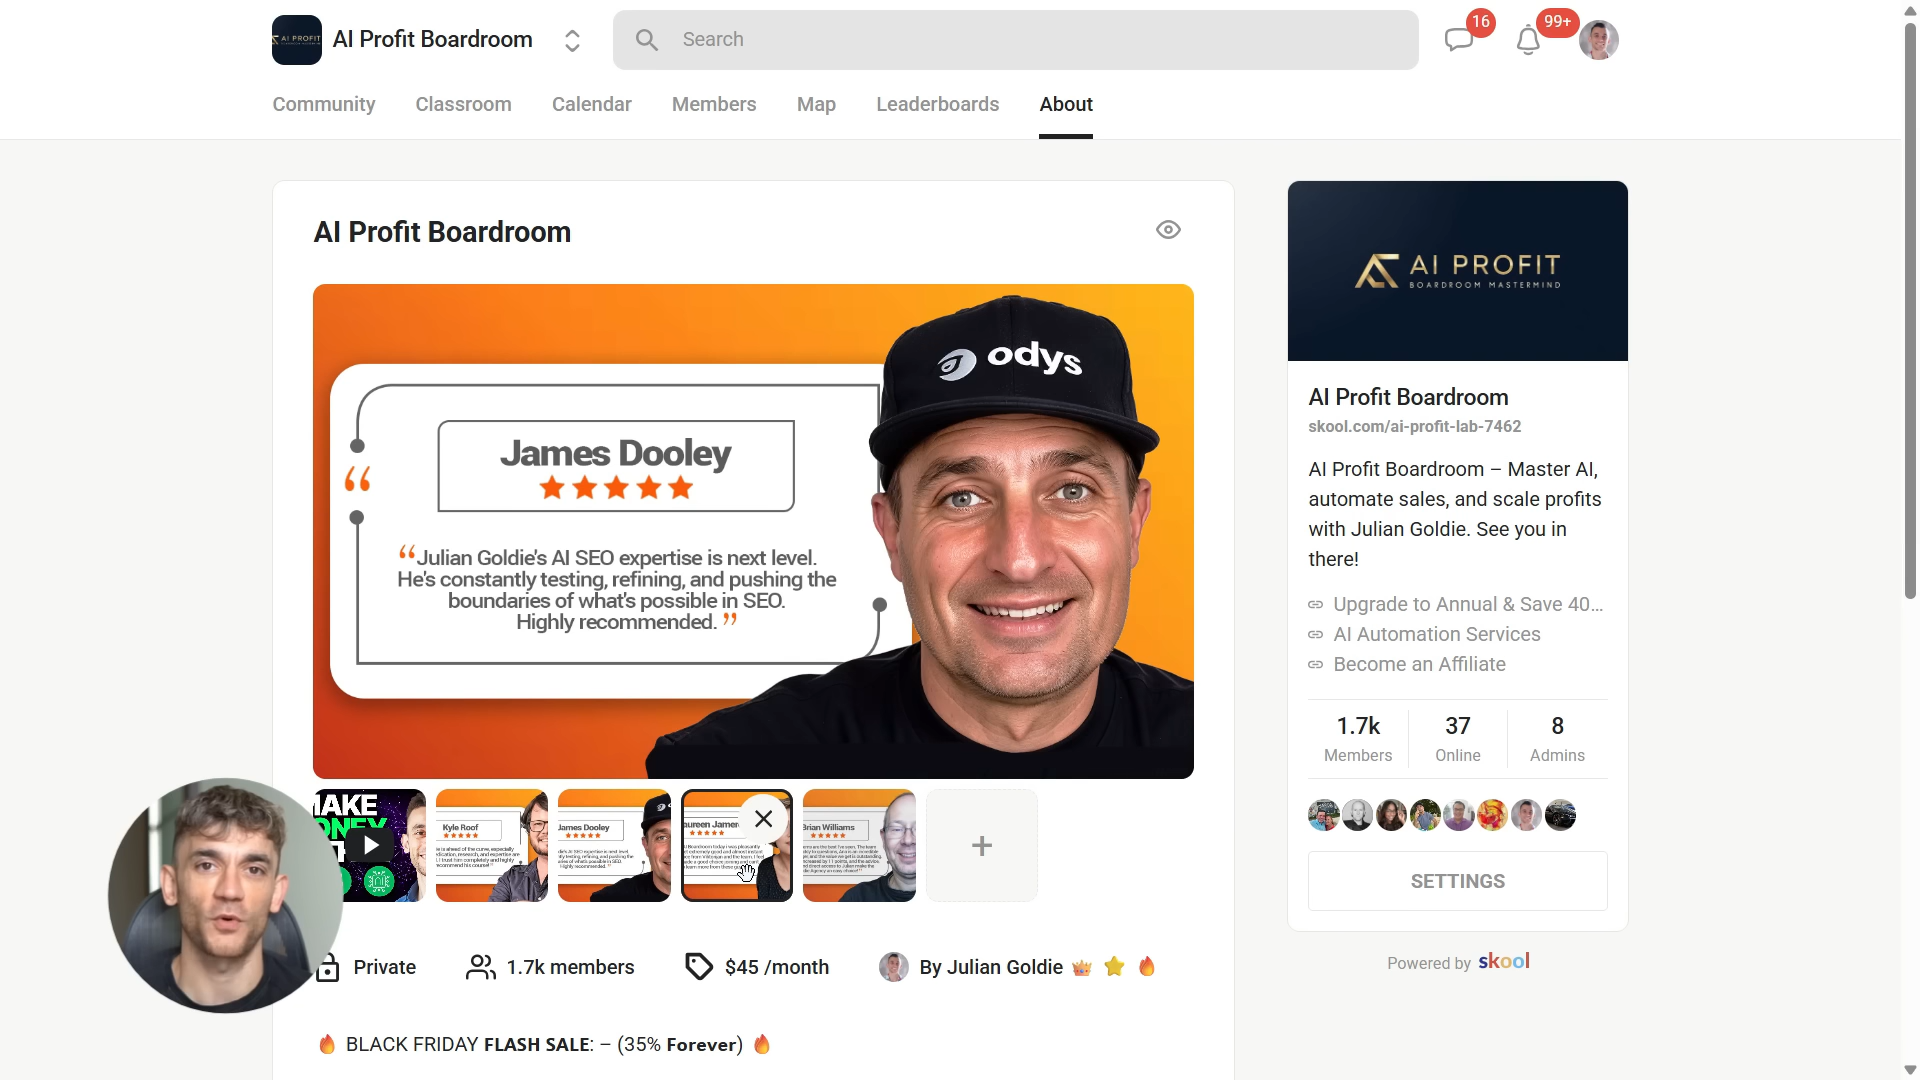 AI PROFIT
AI Profit Boardroom
Search
16
99+
Community
Classroom
Calendar
Members
Map
Leaderboards
About
AI Profit Boardroom
odys
James Dooley
“Julian Goldie's AI SEO expertise is next level.
He's constantly testing, refining, and pushing the
boundaries of what's possible in SEO.
Highly recommended.”
MAKE
MONEY
Kyle Roof
James Dooley
Brian Williams
+
Private
1.7k members
$45 /month
By Julian Goldie
BLACK FRIDAY FLASH SALE: – (35% Forever)
AI PROFIT
BOARDROOM MASTERMIND
AI Profit Boardroom
skool.com/ai-profit-lab-7462
AI Profit Boardroom – Master AI,
automate sales, and scale profits
with Julian Goldie. See you in
there!
Upgrade to Annual & Save 40...
AI Automation Services
Become an Affiliate
1.7k
Members
37
Online
8
Admins
SETTINGS
Powered by skool